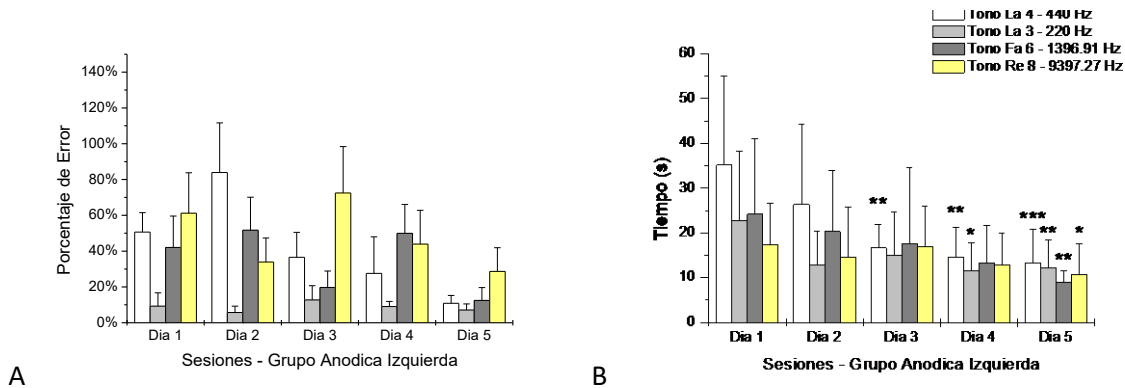 140%
120%
100%
80%
60%
40%
20%
0%
Porcentaje de Error
Dia 1 Dia 2 Dia 3 Dia 4 Dia 5
Sesiones - Grupo Anodica Izquierda
A
Tono La 4 - 440 Hz
Tono La 3 - 220 Hz
Tono Fa 6 - 1396.91 Hz
Tono Re 8 - 9397.27 Hz
60
50
40
30
20
10
0
Tiempo (s)
** ** * *** ** ** *
Dia 1 Dia 2 Dia 3 Dia 4 Dia 5
Sesiones - Grupo Anodica Izquierda
B